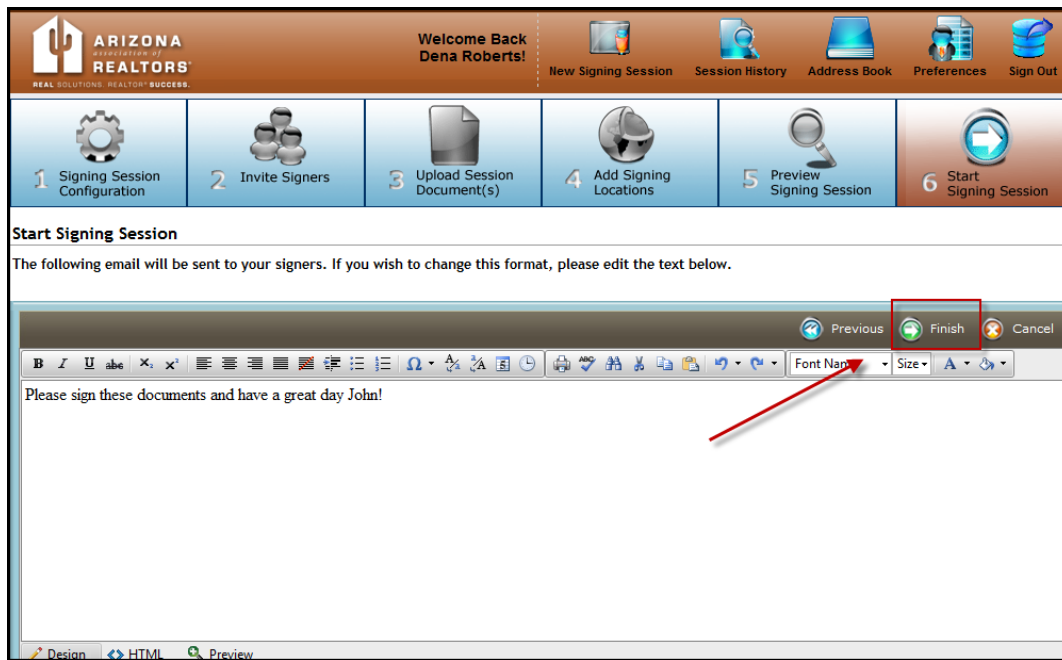 ARIZONA
association of
REALTORS®
REAL SOLUTIONS. REALTOR® SUCCESS.
Welcome Back
Dena Roberts!
New Signing Session
Session History
Address Book
Preferences
Sign Out
1 Signing Session
Configuration
2 Invite Signers
3 Upload Session
Document(s)
4 Add Signing
Locations
5 Preview
Signing Session
6 Start
Signing Session
Start Signing Session
The following email will be sent to your signers. If you wish to change this format, please edit the text below.
Previous Finish Cancel
B I U abc X₂ X² Ω ABC Size A
Please sign these documents and have a great day John!
Design HTML Preview